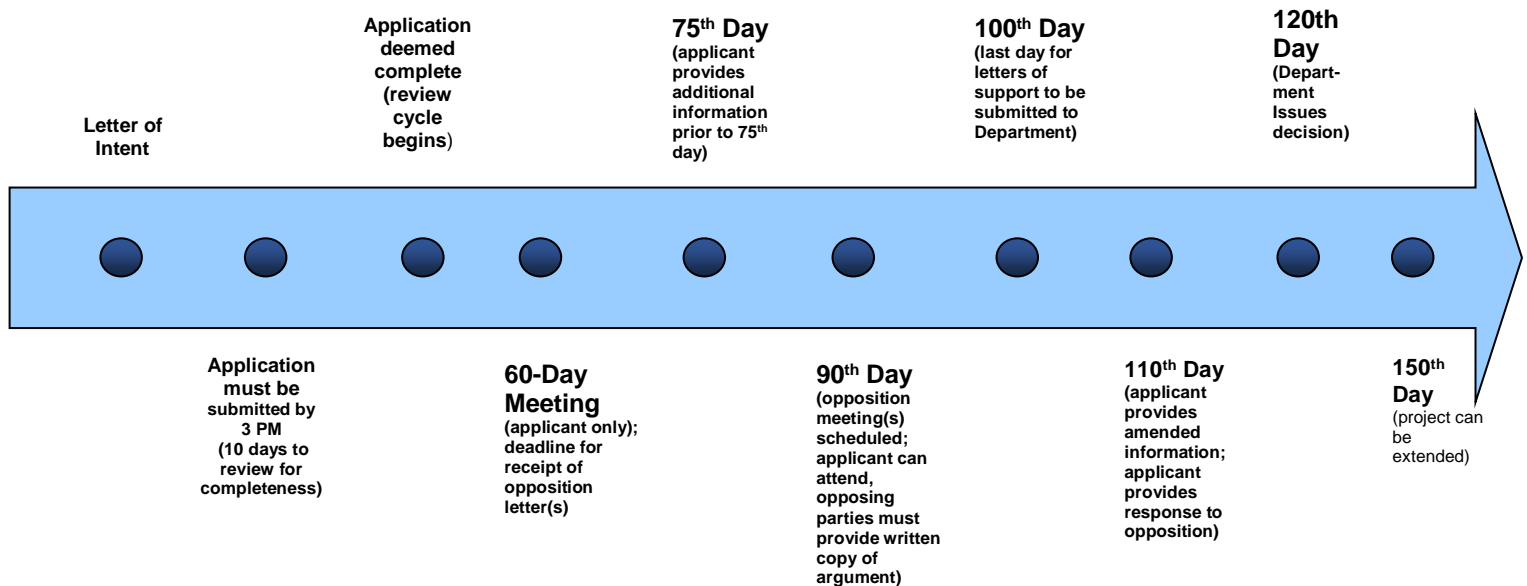 Letter of
Intent
Application
deemed
complete
(review
cycle
begins)
75th Day
(applicant
provides
additional
information
prior to 75th
day)
100th Day
(last day for
letters of
support to be
submitted to
Department)
120th
Day
(Depart-
ment
Issues
decision)
Application
must be
submitted by
3 PM
(10 days to
review for
completeness)
60-Day
Meeting
(applicant only);
deadline for
receipt of
opposition
letter(s)
90th Day
(opposition
meeting(s)
scheduled;
applicant can
attend,
opposing
parties must
provide written
copy of
argument)
110th Day
(applicant
provides
amended
information;
applicant
provides
response to
opposition)
150th
Day
(project can
be
extended)